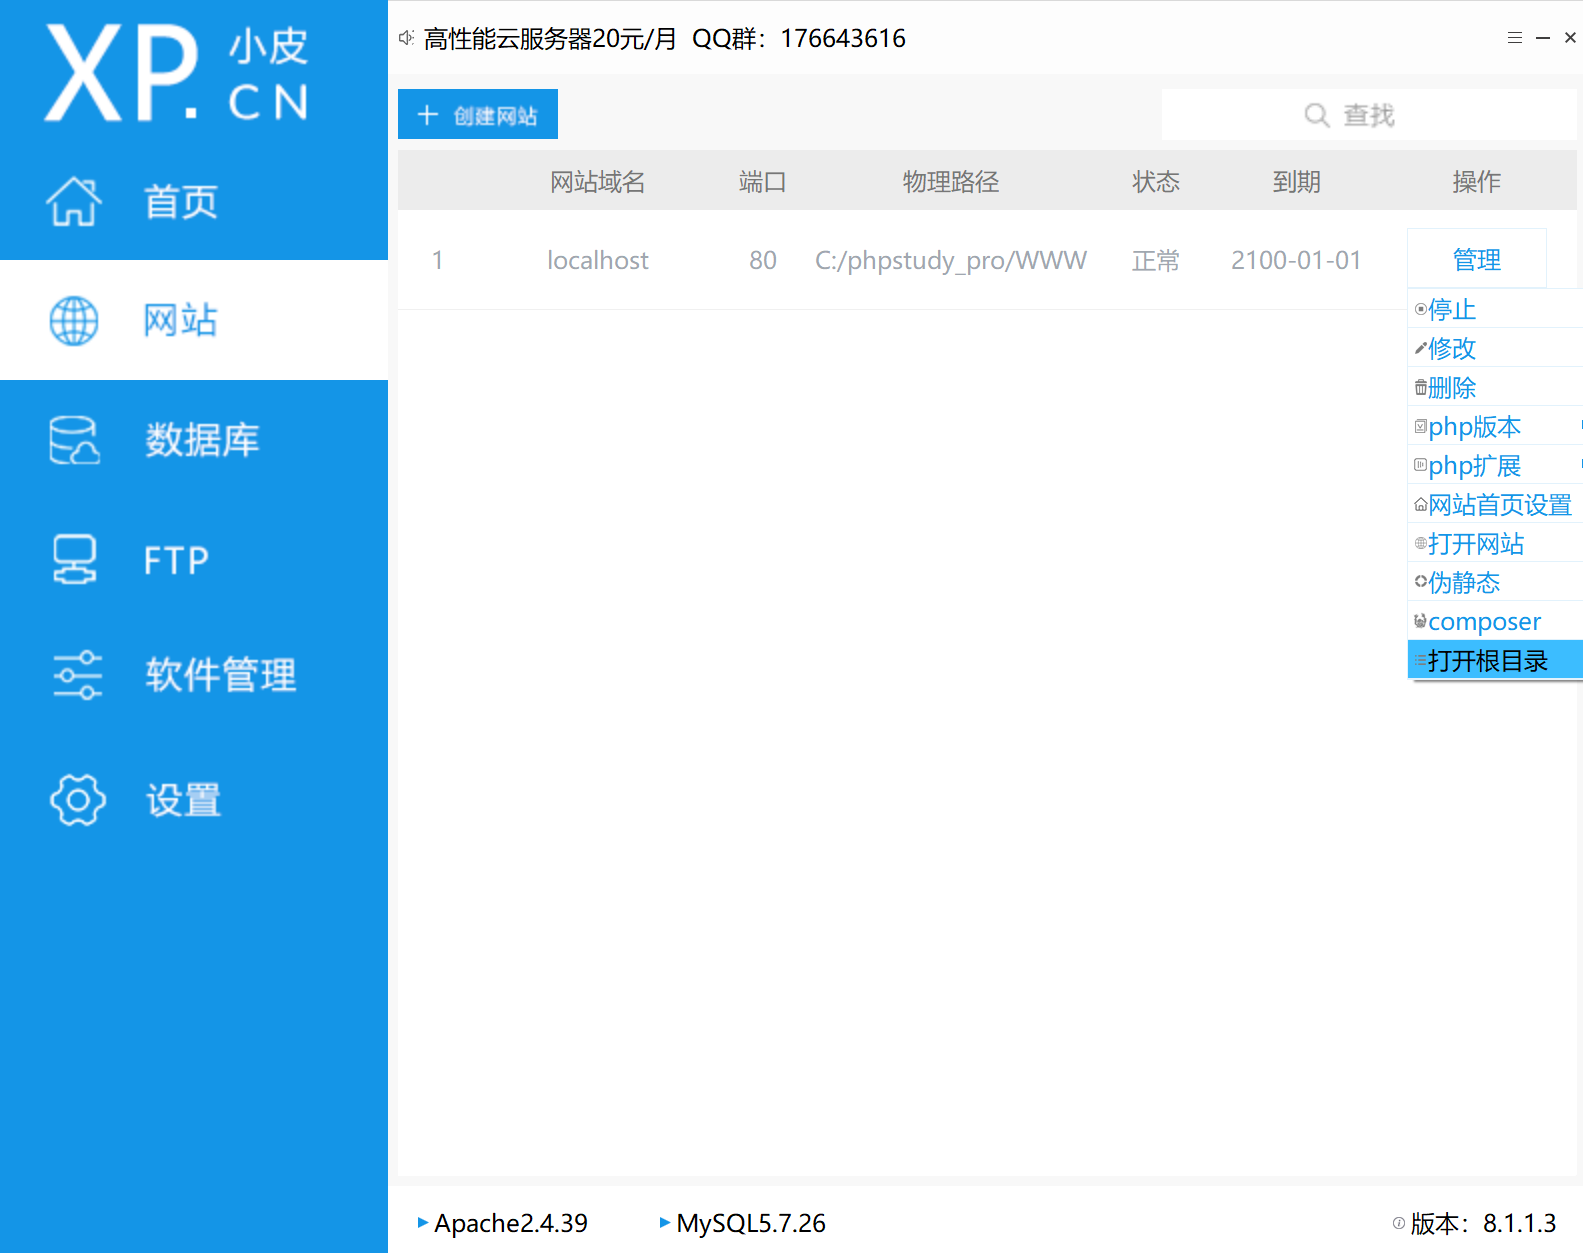 XP. 小皮
CN
首页
网站
数据库
FTP
软件管理
设置
高性能云服务器20元/月 QQ群：176643616
+ 创建网站
查找
网站域名 端口 物理路径 状态 到期 操作
1 localhost 80 C:/phpstudy_pro/WWW 正常 2100-01-01 管理
停止
修改
删除
php版本
php扩展
网站首页设置
打开网站
伪静态
composer
打开根目录
Apache2.4.39 MySQL5.7.26 版本：8.1.1.3